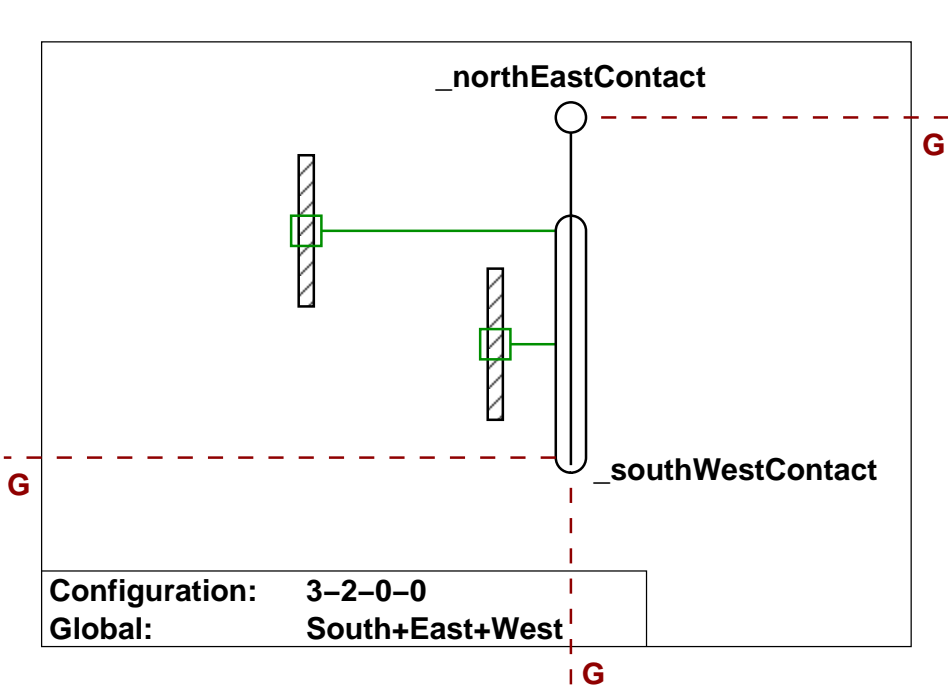 _northEastContact
G
G
_southWestContact
Configuration: 3−2−0−0
Global: South+East+West
G